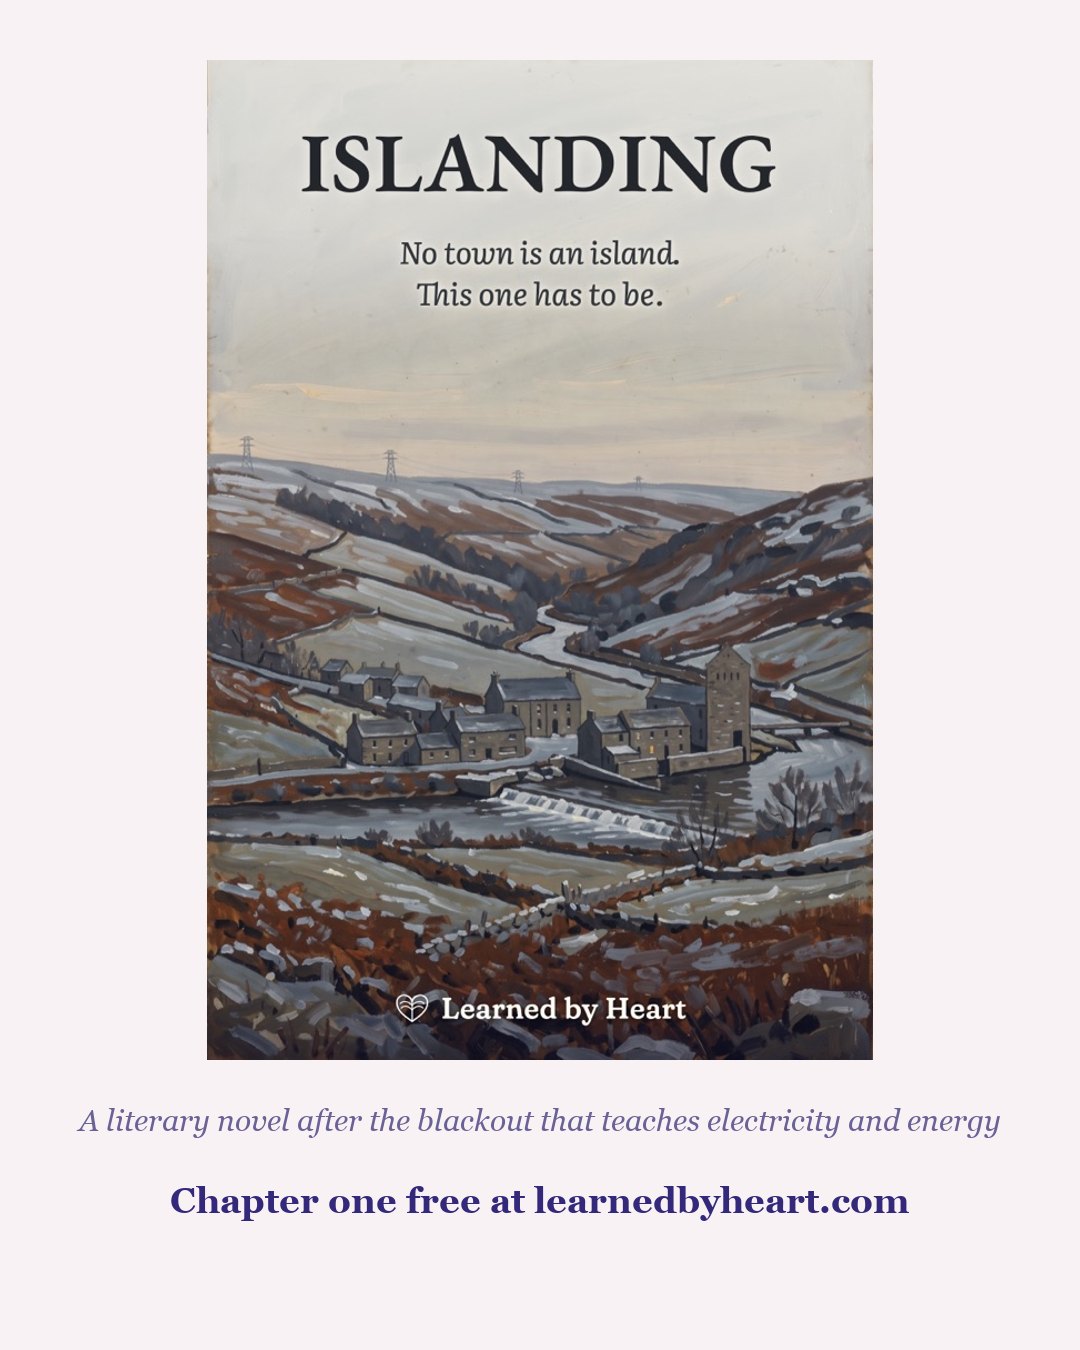 ISLANDING
No town is an island.
This one has to be.
Learned by Heart
A literary novel after the blackout that teaches electricity and energy
Chapter one free at learnedbyheart.com